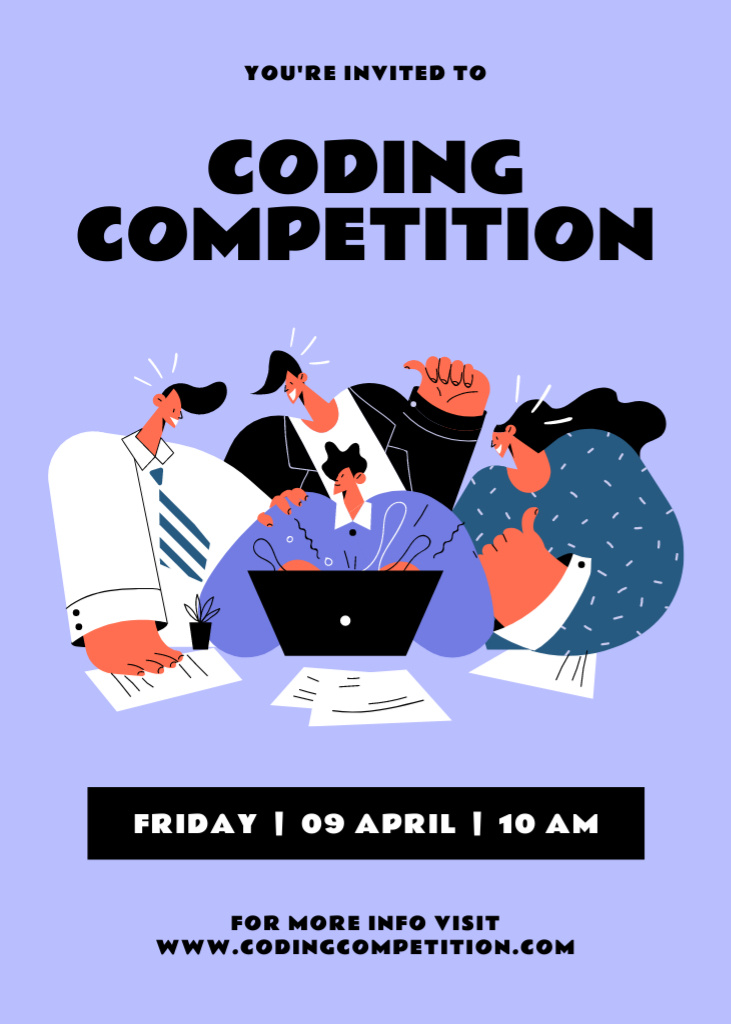 YOU'RE INVITED TO
CODING
COMPETITION
FRIDAY | 09 APRIL | 10 AM
FOR MORE INFO VISIT
WWW.CODINGCOMPETITION.COM